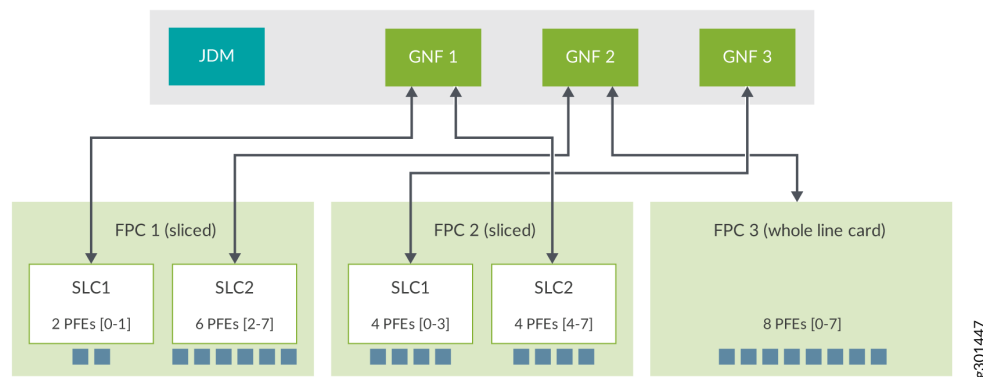 JDM
GNF 1
GNF 2
GNF 3
FPC 1 (sliced)
SLC1
2 PFEs [0-1]
SLC2
6 PFEs [2-7]
FPC 2 (sliced)
SLC1
4 PFEs [0-3]
SLC2
4 PFEs [4-7]
FPC 3 (whole line card)
8 PFEs [0-7]
g301447